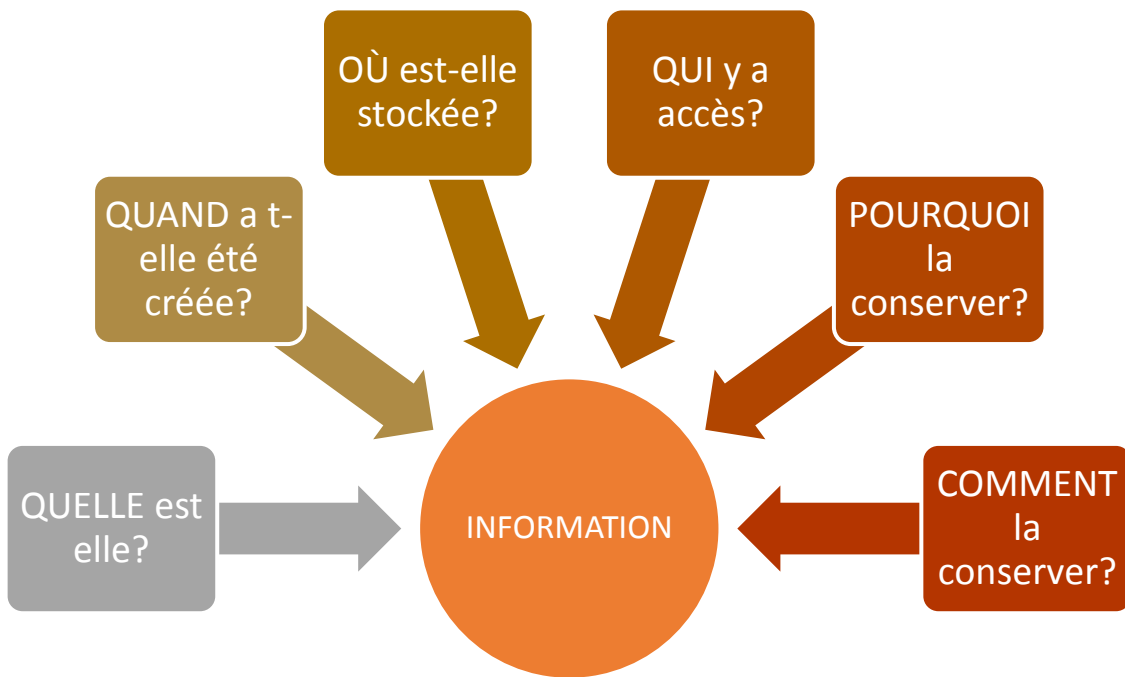 OÙ est-elle
stockée?
QUI y a
accès?
QUAND a t-
elle été
créée?
POURQUOI
la
conserver?
QUELLE est
elle?
INFORMATION
COMMENT
la
conserver?